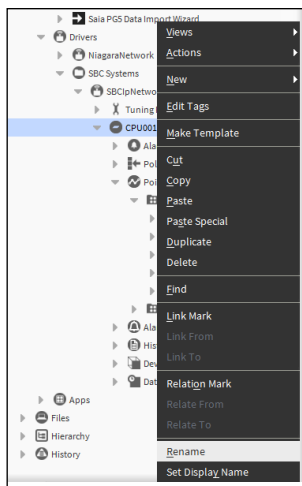 Saia PG5 Data Import Wizard
Drivers
NiagaraNetwork
SBC Systems
SBCIpNetwo
Tuning
CPU001
Ala
Pol
Poi
Ala
His
Dev
Dat
Apps
Files
Hierarchy
History
Views
Actions
New
Edit Tags
Make Template
Cut
Copy
Paste
Paste Special
Duplicate
Delete
Find
Link Mark
Link From
Link To
Relation Mark
Relate From
Relate To
Rename
Set Display Name